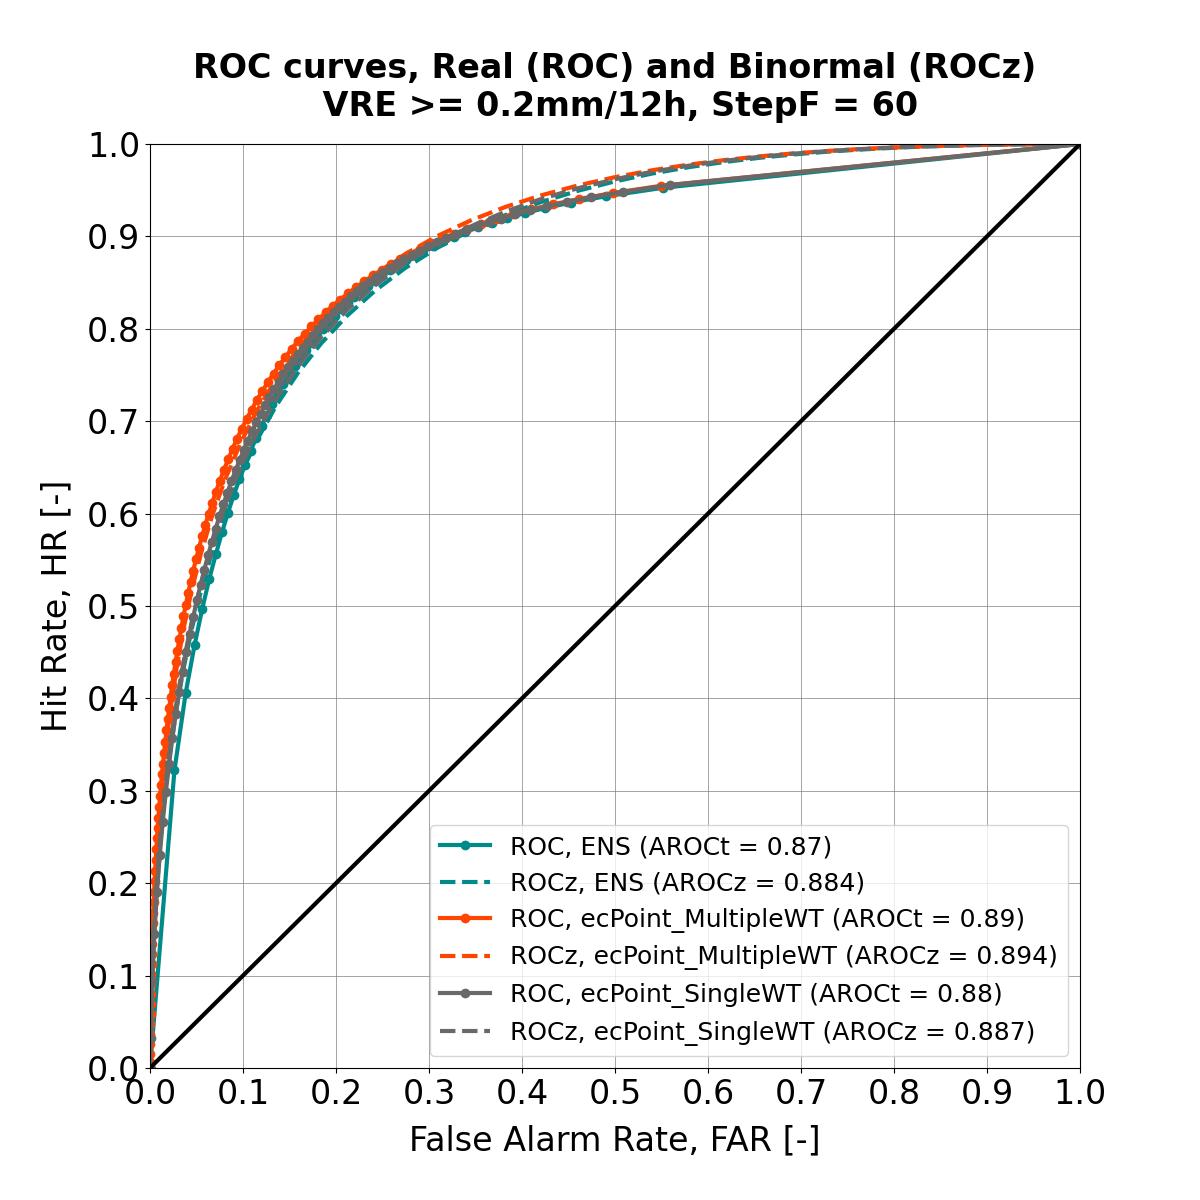 ROC curves, Real (ROC) and Binormal (ROCz)
VRE >= 0.2mm/12h, StepF = 60
1.0
0.9
0.8
0.7
0.6
0.5
0.4
0.3
0.2
0.1
0.0
Hit Rate, HR [-]
ROC, ENS (AROCt = 0.87)
ROCz, ENS (AROCz = 0.884)
ROC, ecPoint_MultipleWT (AROCt = 0.89)
ROCz, ecPoint_MultipleWT (AROCz = 0.894)
ROC, ecPoint_SingleWT (AROCt = 0.88)
ROCz, ecPoint_SingleWT (AROCz = 0.887)
0.0 0.1 0.2 0.3 0.4 0.5 0.6 0.7 0.8 0.9 1.0
False Alarm Rate, FAR [-]